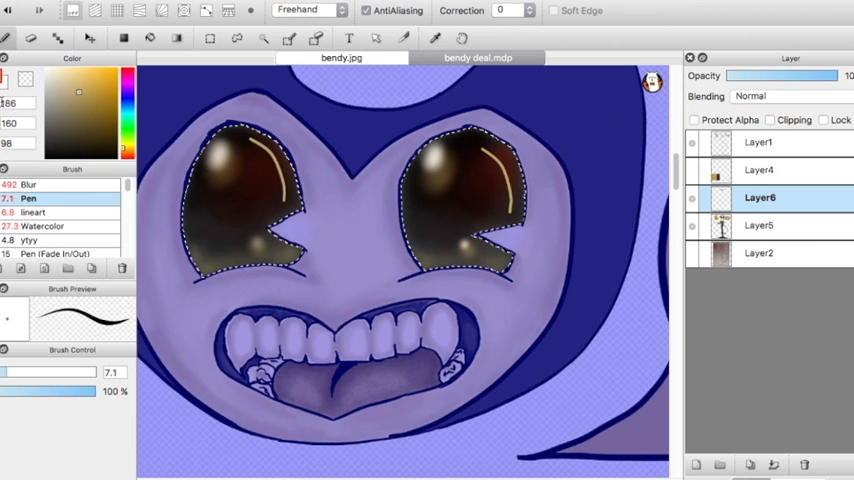 Freehand
AntiAliasing
Correction
0
Soft Edge
T
bendy.jpg
bendy deal.mdp
Color
186
160
98
Brush
492 Blur
7.1 Pen
6.8 lineart
27.3 Watercolor
4.8 ytyy
15 Pen (Fade In/Out)
Brush Preview
Brush Control
7.1
100 %
Layer
Opacity
Blending Normal
Protect Alpha
Clipping
Lock
Layer1
Layer4
Layer6
Layer5
Layer2